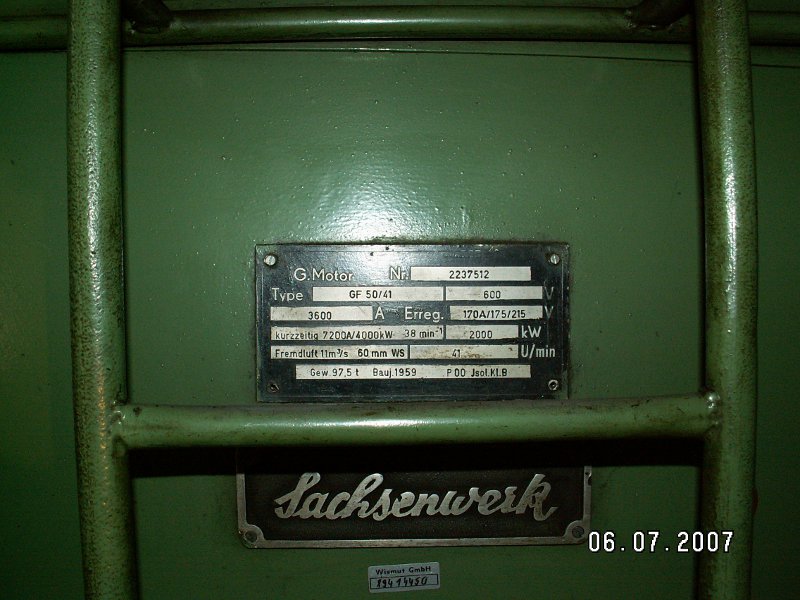 G.Motor Nr. 2237512
Type GF 50/41 600 V
3600 A Erreg. 170A/175/215 V
kurzzeitig 7200A/4000kW 38 min⁻¹ 2000 kW
Fremdluft 11m³/s 60 mm WS 41 U/min
Gew. 97,5 t Bauj. 1959 P00 Jsol.Kl.B
Sachsenwerk
06.07.2007
Wismut GmbH